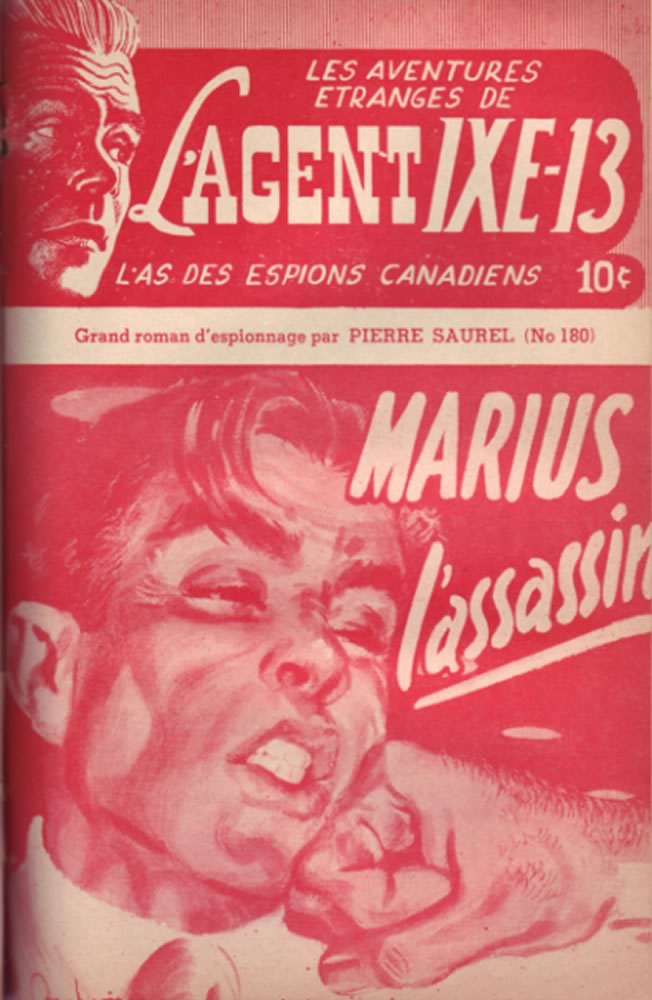 LES AVENTURES
ETRANGES DE
L'AGENT IXE-13
L'AS DES ESPIONS CANADIENS 10¢
Grand roman d'espionnage par PIERRE SAUREL (No 180)
MARIUS
l'assassin